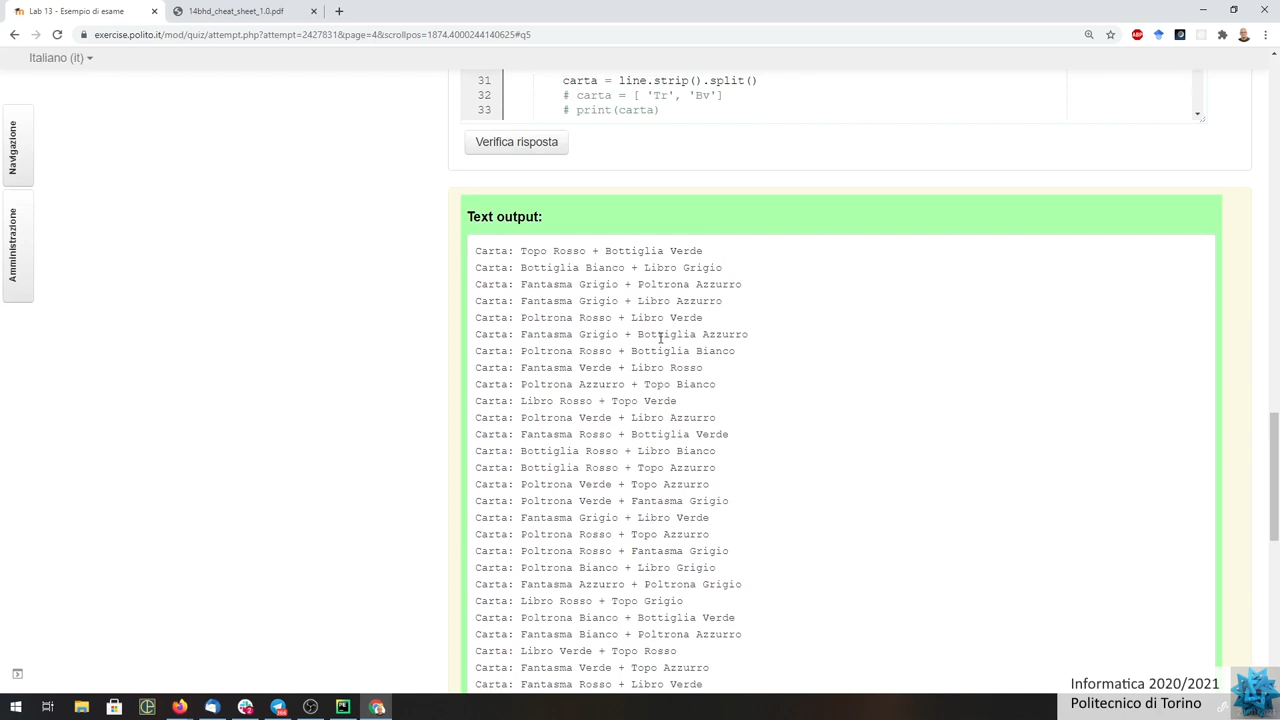 Lab 13 - Esempio di esame
14bhd_cheat_sheet_1.0.pdf
exercise.polito.it/mod/quiz/attempt.php?attempt=2427831&page=4&scrollpos=1874.4000244140625#q5
Italiano (it)
Navigazione
Amministrazione
31 carta = line.strip().split()
32 # carta = [ 'Tr', 'Bv']
33 # print(carta)
Verifica risposta
Text output:
Carta: Topo Rosso + Bottiglia Verde
Carta: Bottiglia Bianco + Libro Grigio
Carta: Fantasma Grigio + Poltrona Azzurro
Carta: Fantasma Grigio + Libro Azzurro
Carta: Poltrona Rosso + Libro Verde
Carta: Fantasma Grigio + Bottiglia Azzurro
Carta: Poltrona Rosso + Bottiglia Bianco
Carta: Fantasma Verde + Libro Rosso
Carta: Poltrona Azzurro + Topo Bianco
Carta: Libro Rosso + Topo Verde
Carta: Poltrona Verde + Libro Azzurro
Carta: Fantasma Rosso + Bottiglia Verde
Carta: Bottiglia Rosso + Libro Bianco
Carta: Bottiglia Rosso + Topo Azzurro
Carta: Poltrona Verde + Topo Azzurro
Carta: Poltrona Verde + Fantasma Grigio
Carta: Fantasma Grigio + Libro Verde
Carta: Poltrona Rosso + Topo Azzurro
Carta: Poltrona Rosso + Fantasma Grigio
Carta: Poltrona Bianco + Libro Grigio
Carta: Fantasma Azzurro + Poltrona Grigio
Carta: Libro Rosso + Topo Grigio
Carta: Poltrona Bianco + Bottiglia Verde
Carta: Fantasma Bianco + Poltrona Azzurro
Carta: Libro Verde + Topo Rosso
Carta: Fantasma Verde + Topo Azzurro
Carta: Fantasma Rosso + Libro Verde
Informatica 2020/2021
Politecnico di Torino